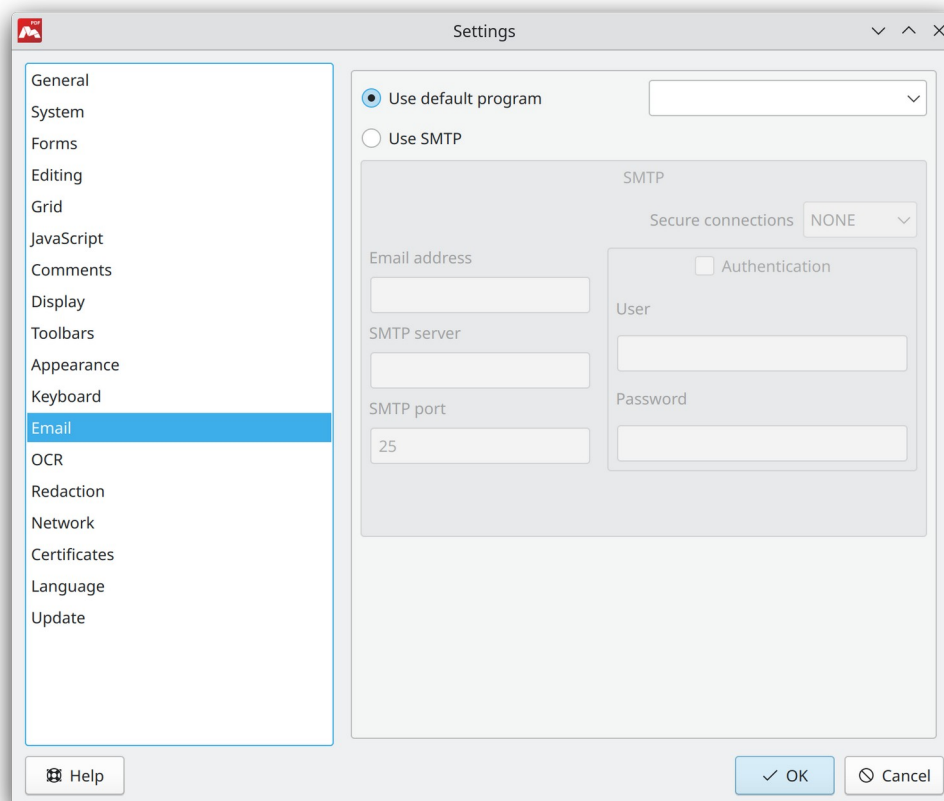 PDF
Settings
General
System
Forms
Editing
Grid
JavaScript
Comments
Display
Toolbars
Appearance
Keyboard
Email
OCR
Redaction
Network
Certificates
Language
Update
Use default program
Use SMTP
SMTP
Secure connections NONE
Email address
SMTP server
SMTP port
25
Authentication
User
Password
Help
OK
Cancel